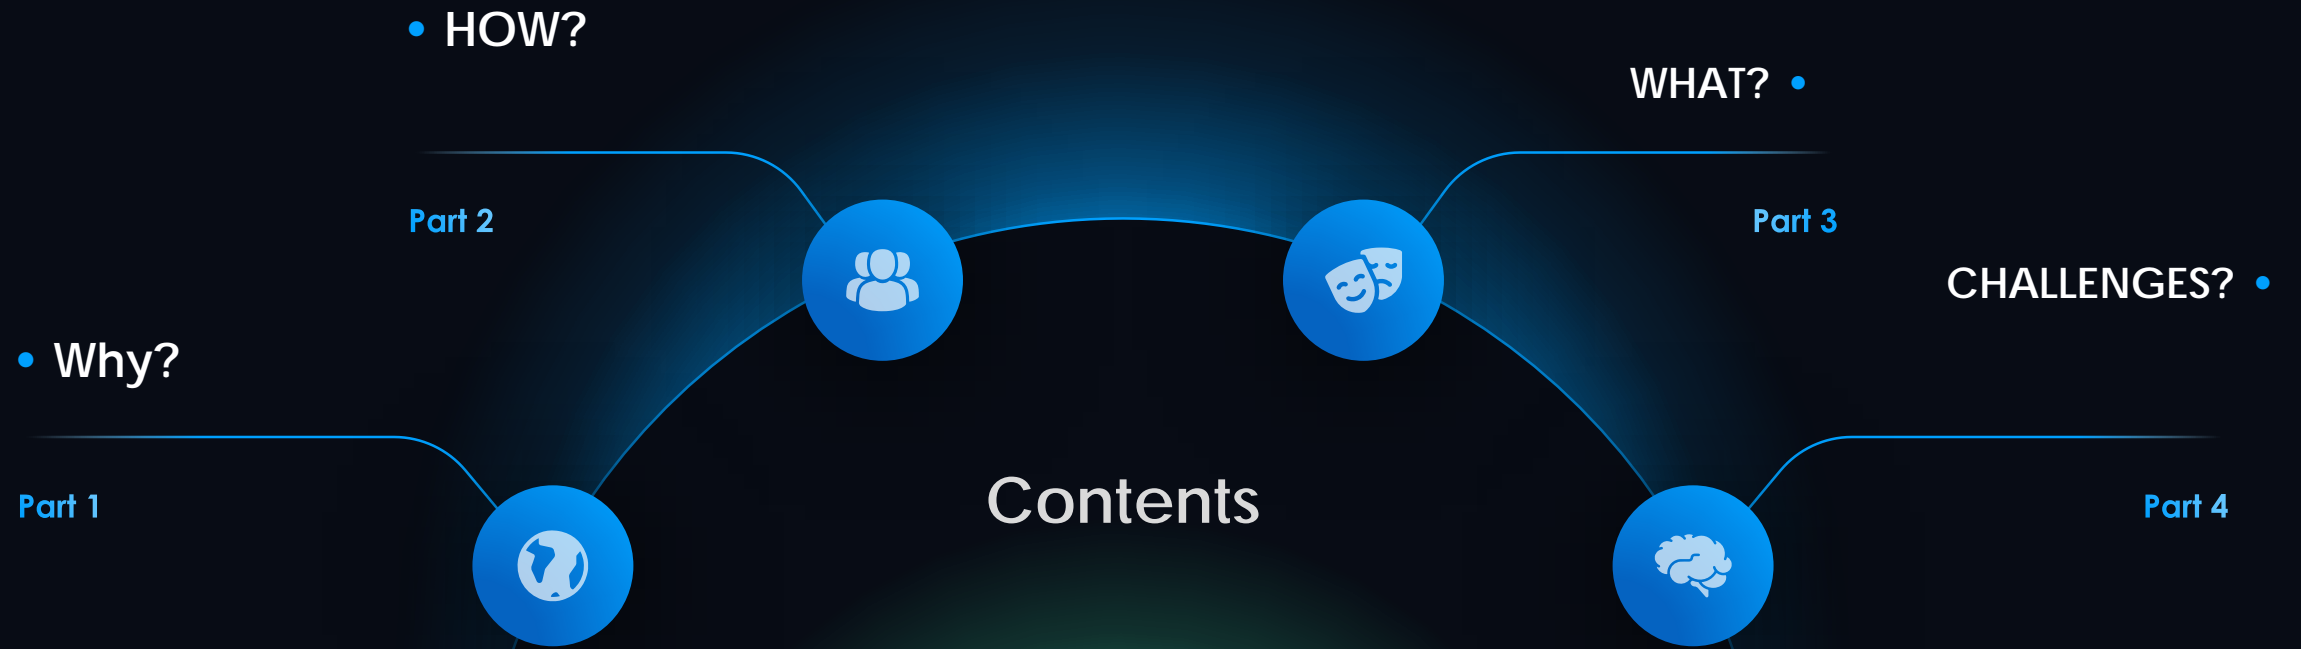 Contents
Why?
Part 1
HOW?
Part 2
WHAT?
Part 3
CHALLENGES?
Part 4